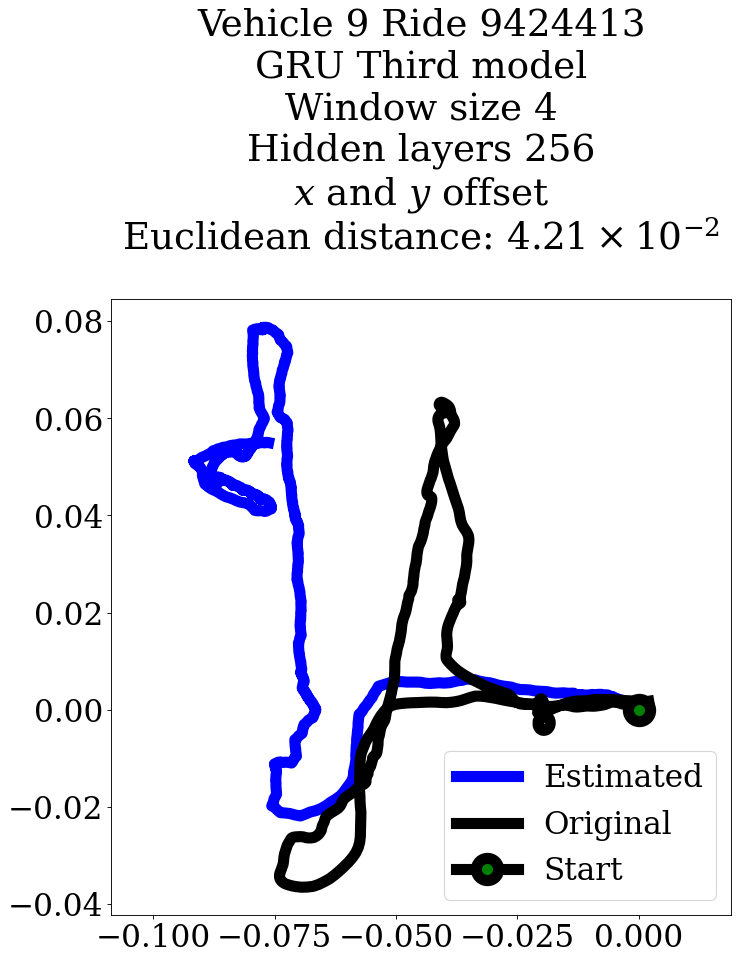 Vehicle 9 Ride 9424413
GRU Third model
Window size 4
Hidden layers 256
x and y offset
Euclidean distance: 4.21 × 10⁻²
0.08
0.06
0.04
0.02
0.00
−0.02
−0.04
Estimated
Original
Start
−0.100 −0.075 −0.050 −0.025 0.000